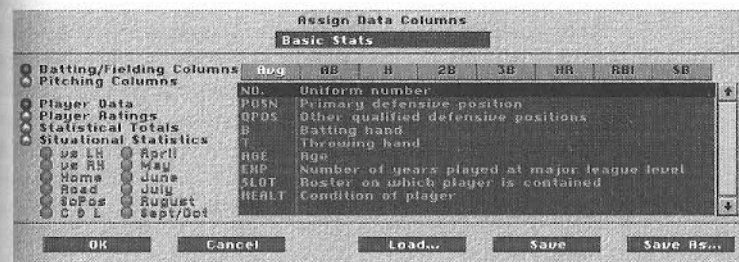 Assign Data Columns
Basic Stats
Batting/Fielding Columns
Pitching Columns
Player Data
Player Ratings
Statistical Totals
Situational Statistics
vs LH April
vs RH May
Home June
Road July
ScPos August
C & L Sept/Oct
Avg AB H 2B 3B HR RBI SB
NO. Uniform number
POSN Primary defensive position
QPOS Other qualified defensive positions
B Batting hand
T Throwing hand
AGE Age
EXP Number of years played at major league level
SLOT Roster on which player is contained
HEALT Condition of player
OK Cancel Load... Save Save As...